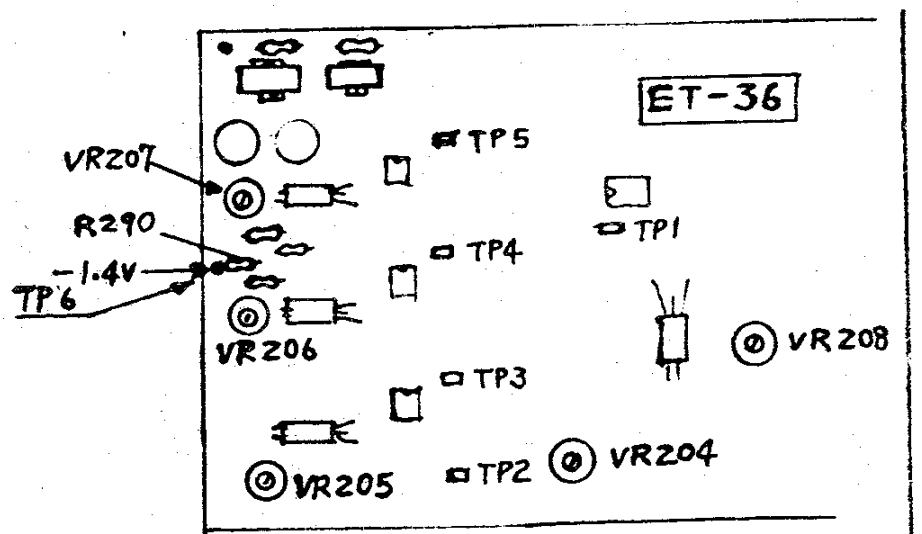 ET-36
TP5
VR207
R290
TP1
TP4
-1.4V
TP6
VR206
VR208
TP3
VR204
VR205
TP2